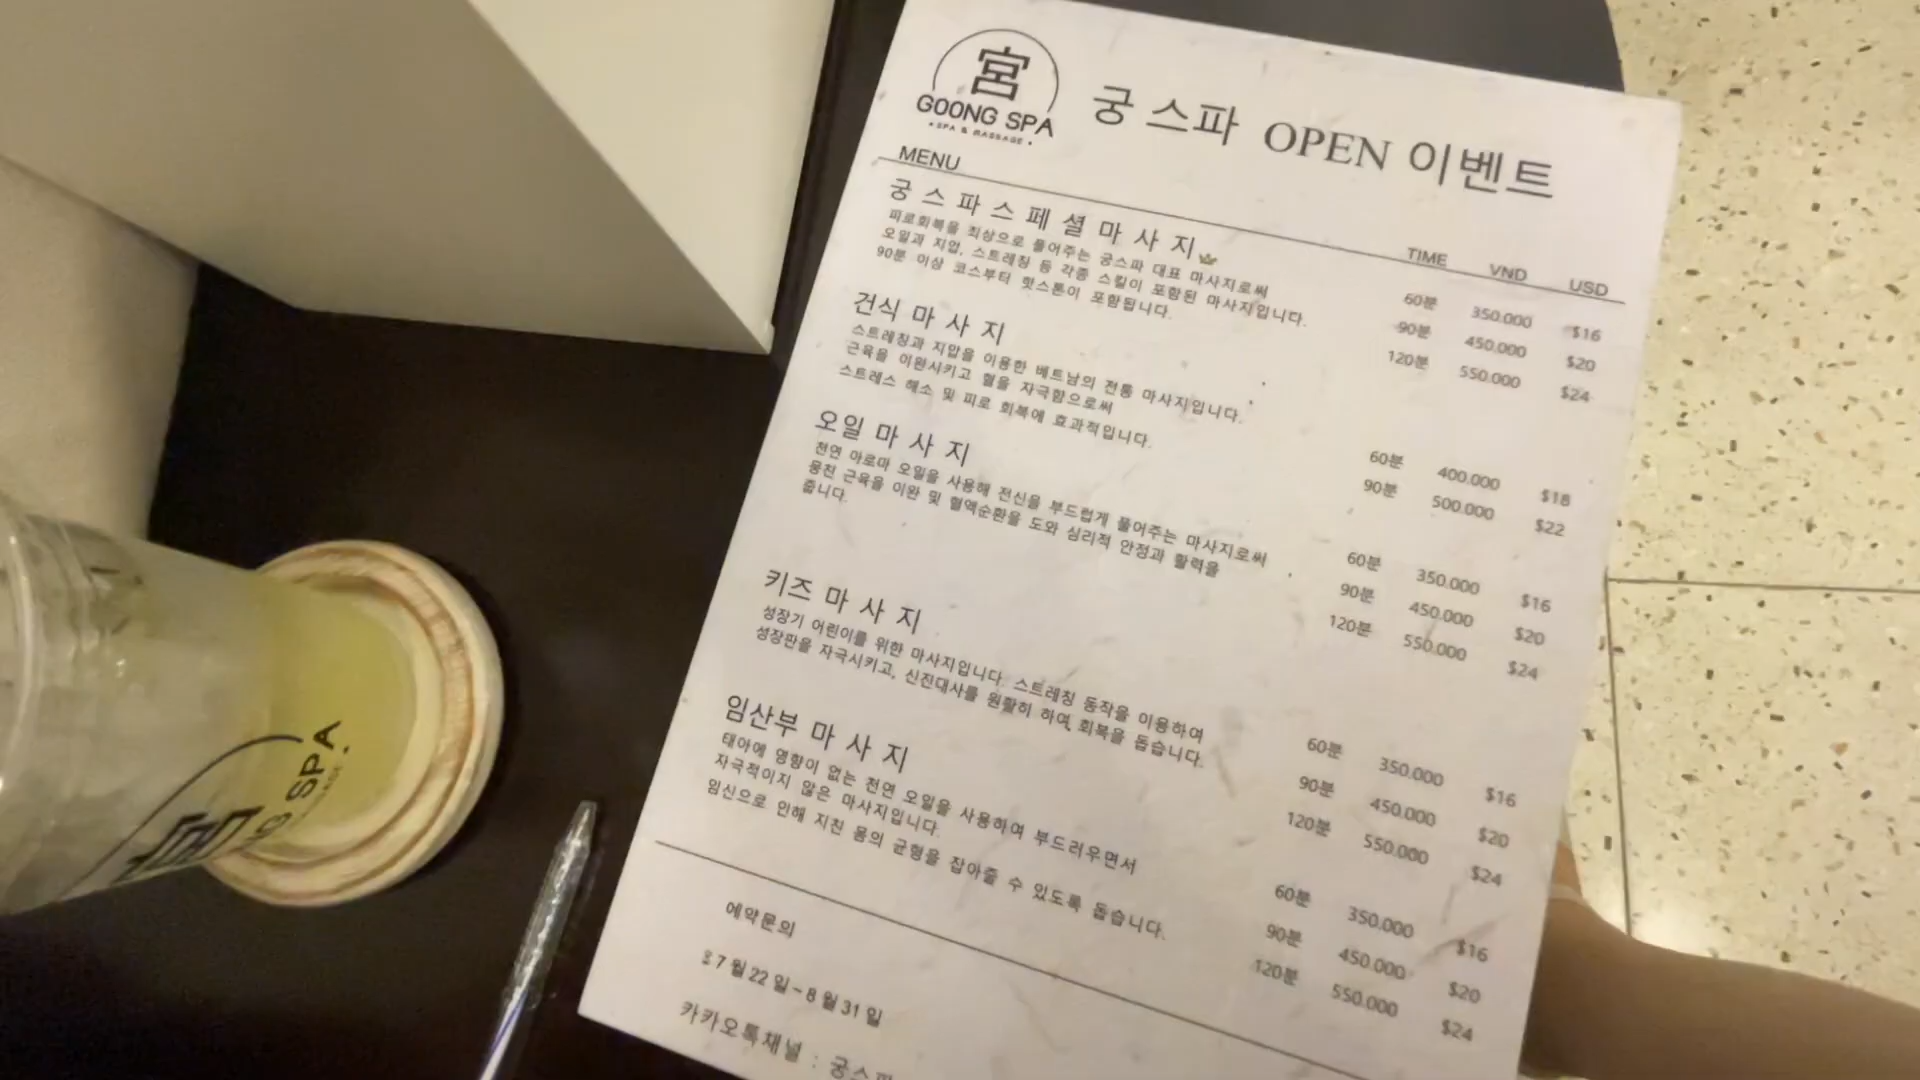 宮
GOONG SPA
• SPA & MASSAGE •
궁 스파 OPEN 이벤트
MENU
TIME VND USD
궁 스 파 스 페 셜 마 사 지
피로회복을 최상으로 풀어주는 궁스파 대표 마사지로써
오일과 지압, 스트레칭 등 각종 스킬이 포함된 마사지입니다.
90분 이상 코스부터 핫스톤이 포함됩니다.
60분 350.000 $16
90분 450.000 $20
120분 550.000 $24
건식 마 사 지
스트레칭과 지압을 이용한 베트남의 전통 마사지입니다.
근육을 이완시키고 혈을 자극함으로써
스트레스 해소 및 피로 회복에 효과적입니다.
60분 400.000 $18
90분 500.000 $22
오일 마 사 지
천연 아로마 오일을 사용해 전신을 부드럽게 풀어주는 마사지로써
뭉친 근육을 이완 및 혈액순환을 도와 심리적 안정과 활력을
줍니다.
60분 350.000 $16
90분 450.000 $20
120분 550.000 $24
키즈 마 사 지
성장기 어린이를 위한 마사지입니다. 스트레칭 동작을 이용하여
성장판을 자극시키고, 신진대사를 원활히 하여 회복을 돕습니다.
60분 350.000 $16
90분 450.000 $20
120분 550.000 $24
임산부 마 사 지
태아에 영향이 없는 천연 오일을 사용하여 부드러우면서
자극적이지 않은 마사지입니다.
임신으로 인해 지친 몸의 균형을 잡아줄 수 있도록 돕습니다.
60분 350.000 $16
90분 450.000 $20
120분 550.000 $24
예약문의
7월 22일 - 8월 31일
카카오톡채널 : 궁스파
SPA